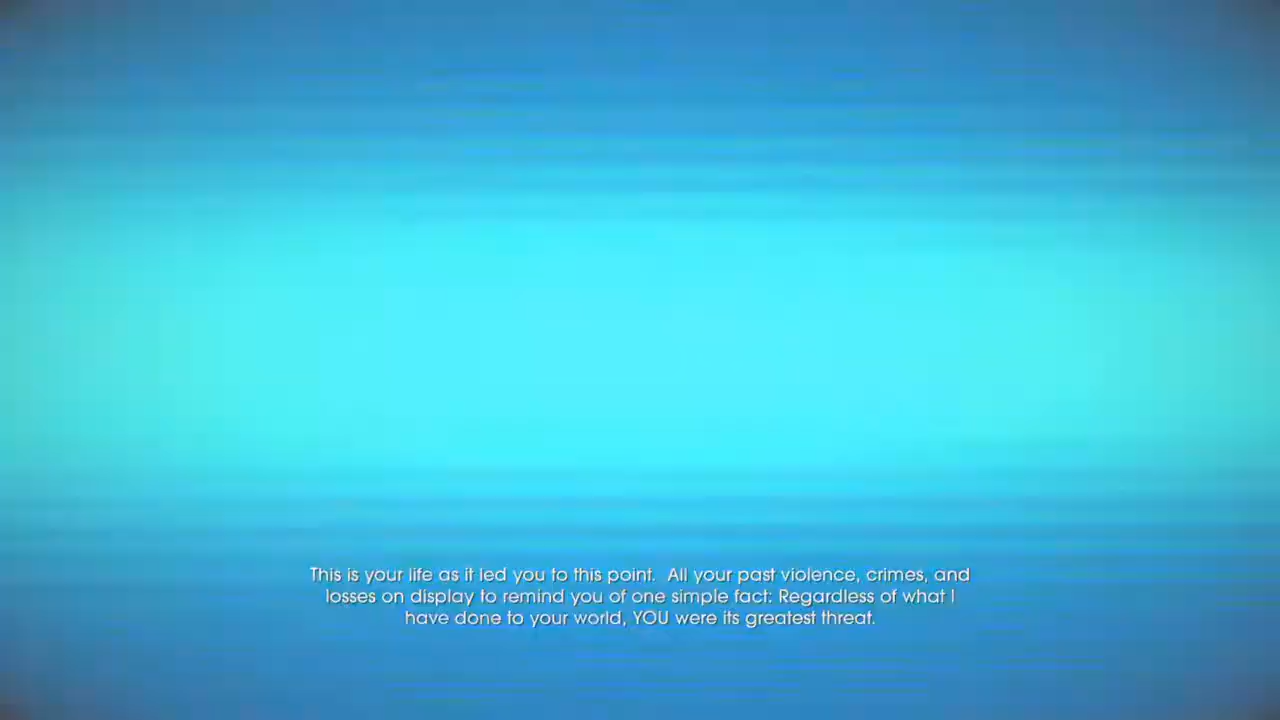 This is your life as it led you to this point.  All your past violence, crimes, and
losses on display to remind you of one simple fact: Regardless of what I
have done to your world, YOU were its greatest threat.